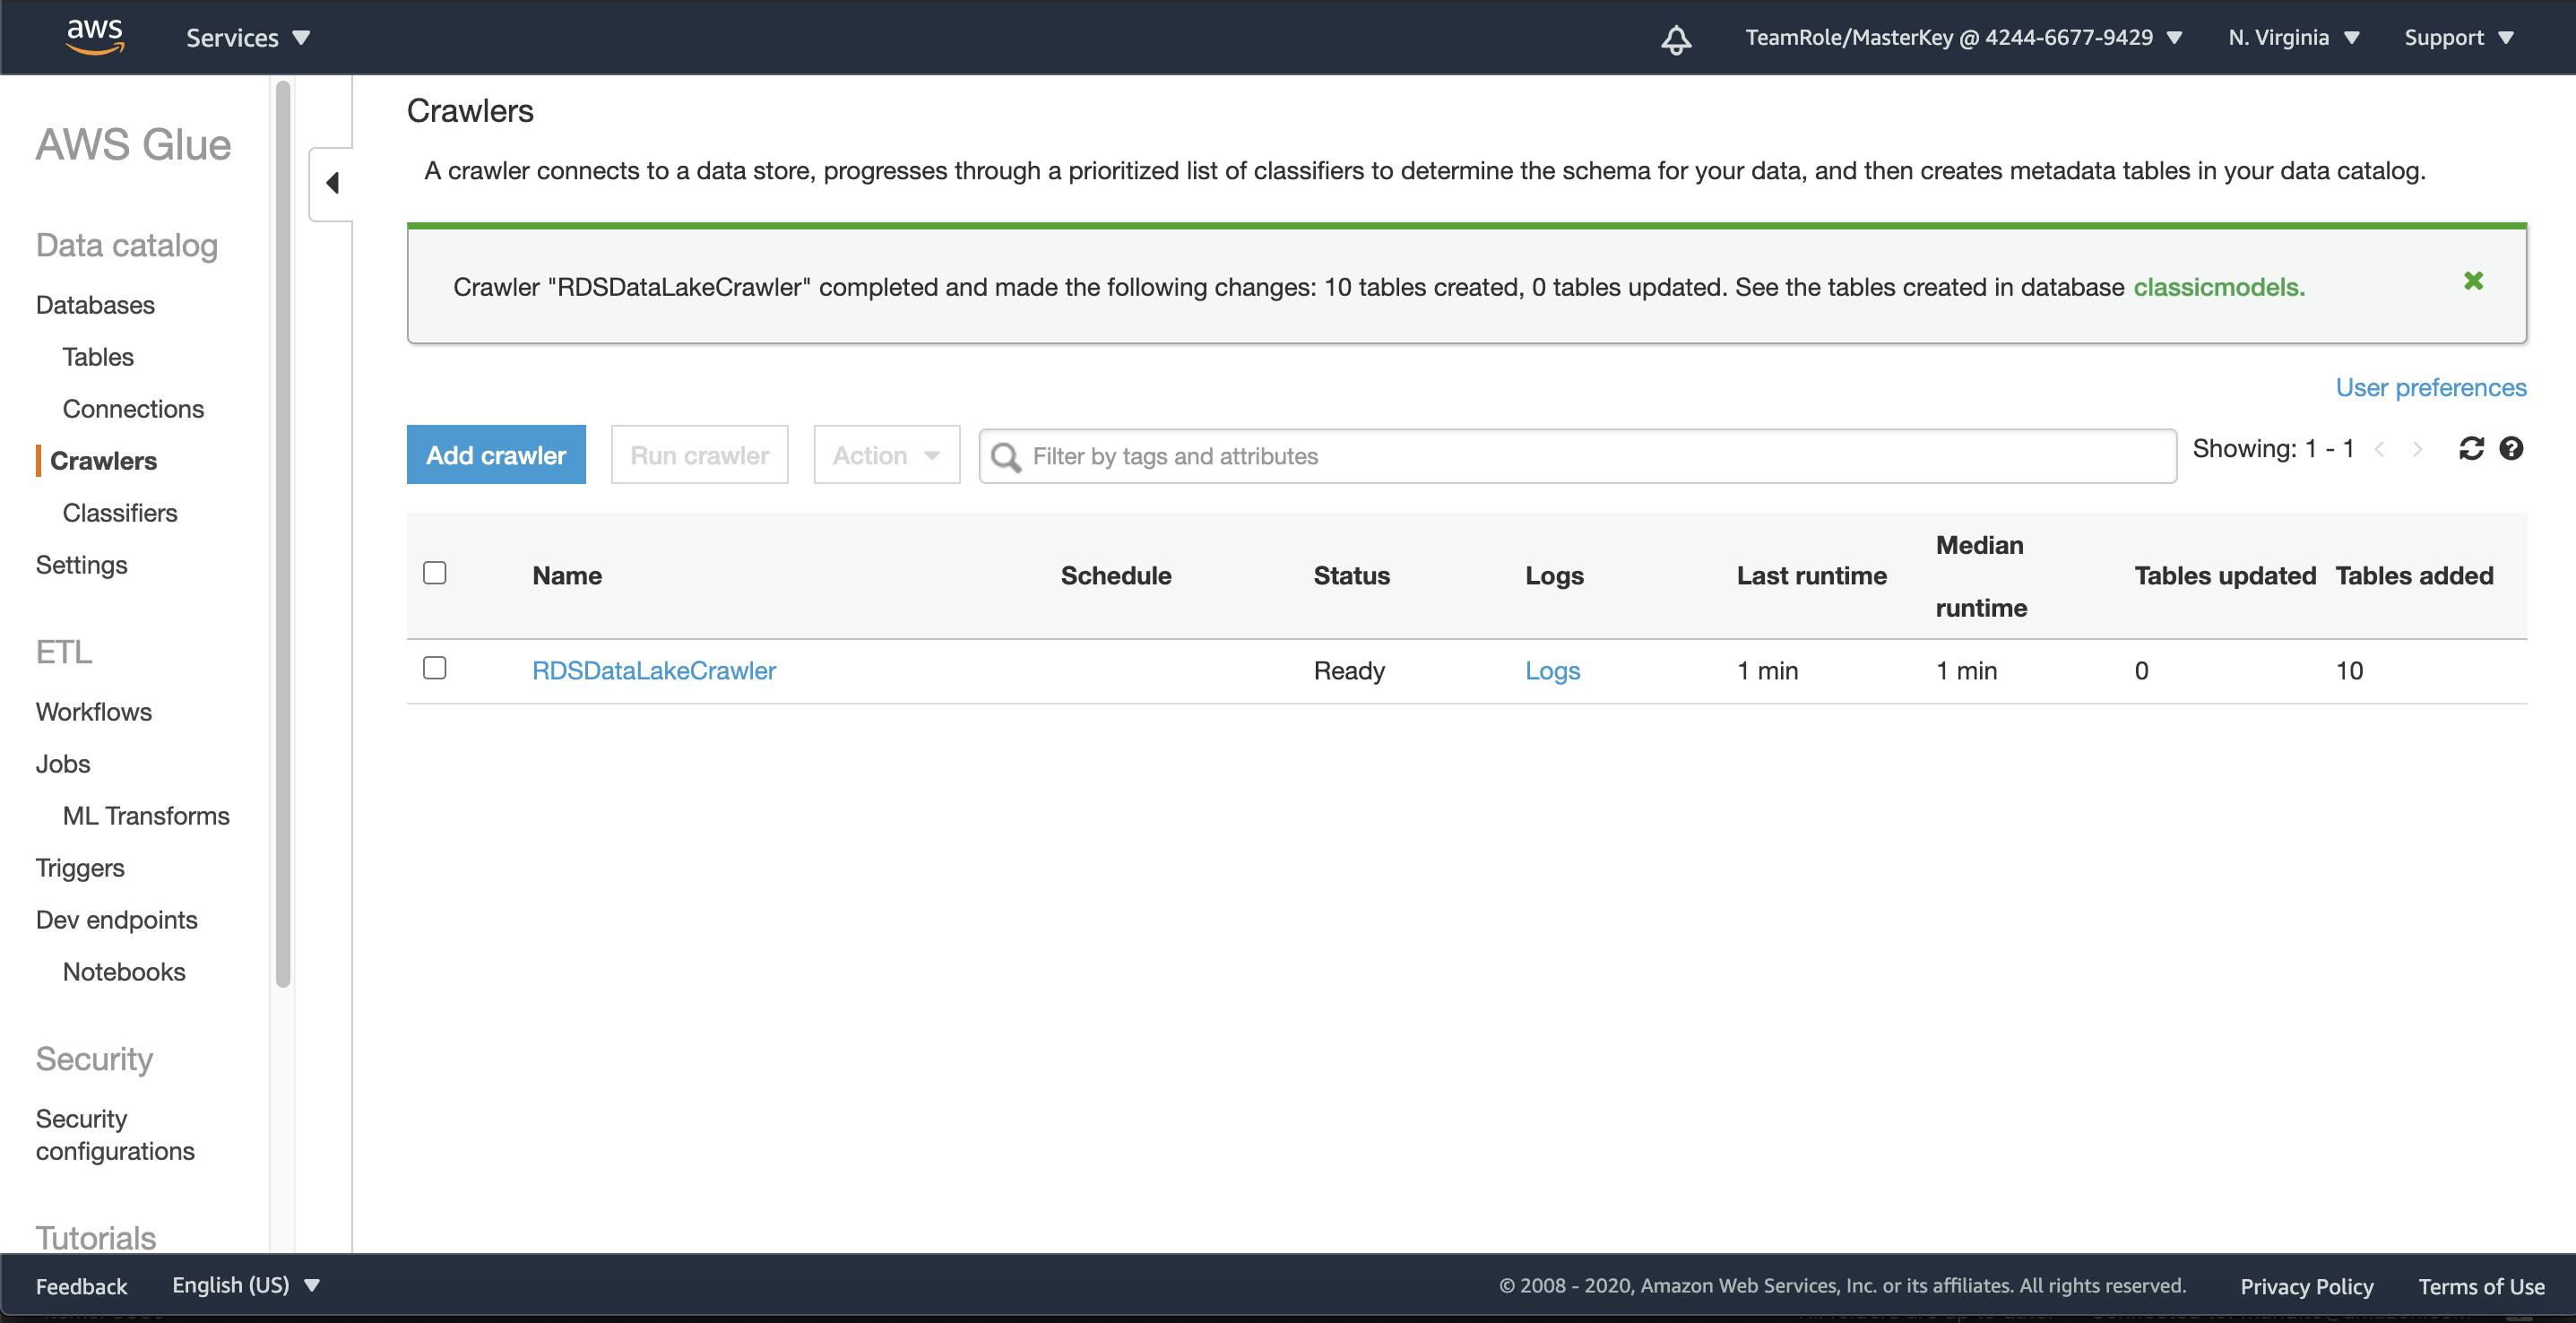 aws
Services
TeamRole/MasterKey @ 4244-6677-9429
N. Virginia
Support
AWS Glue
Data catalog
Databases
Tables
Connections
Crawlers
Classifiers
Settings
ETL
Workflows
Jobs
ML Transforms
Triggers
Dev endpoints
Notebooks
Security
Security
configurations
Tutorials
Crawlers
A crawler connects to a data store, progresses through a prioritized list of classifiers to determine the schema for your data, and then creates metadata tables in your data catalog.
Crawler "RDSDataLakeCrawler" completed and made the following changes: 10 tables created, 0 tables updated. See the tables created in database classicmodels.
User preferences
Add crawler
Run crawler
Action
Filter by tags and attributes
Showing: 1 - 1
Name
Schedule
Status
Logs
Last runtime
Median
runtime
Tables updated
Tables added
RDSDataLakeCrawler
Ready
Logs
1 min
1 min
0
10
Feedback
English (US)
© 2008 - 2020, Amazon Web Services, Inc. or its affiliates. All rights reserved.
Privacy Policy
Terms of Use